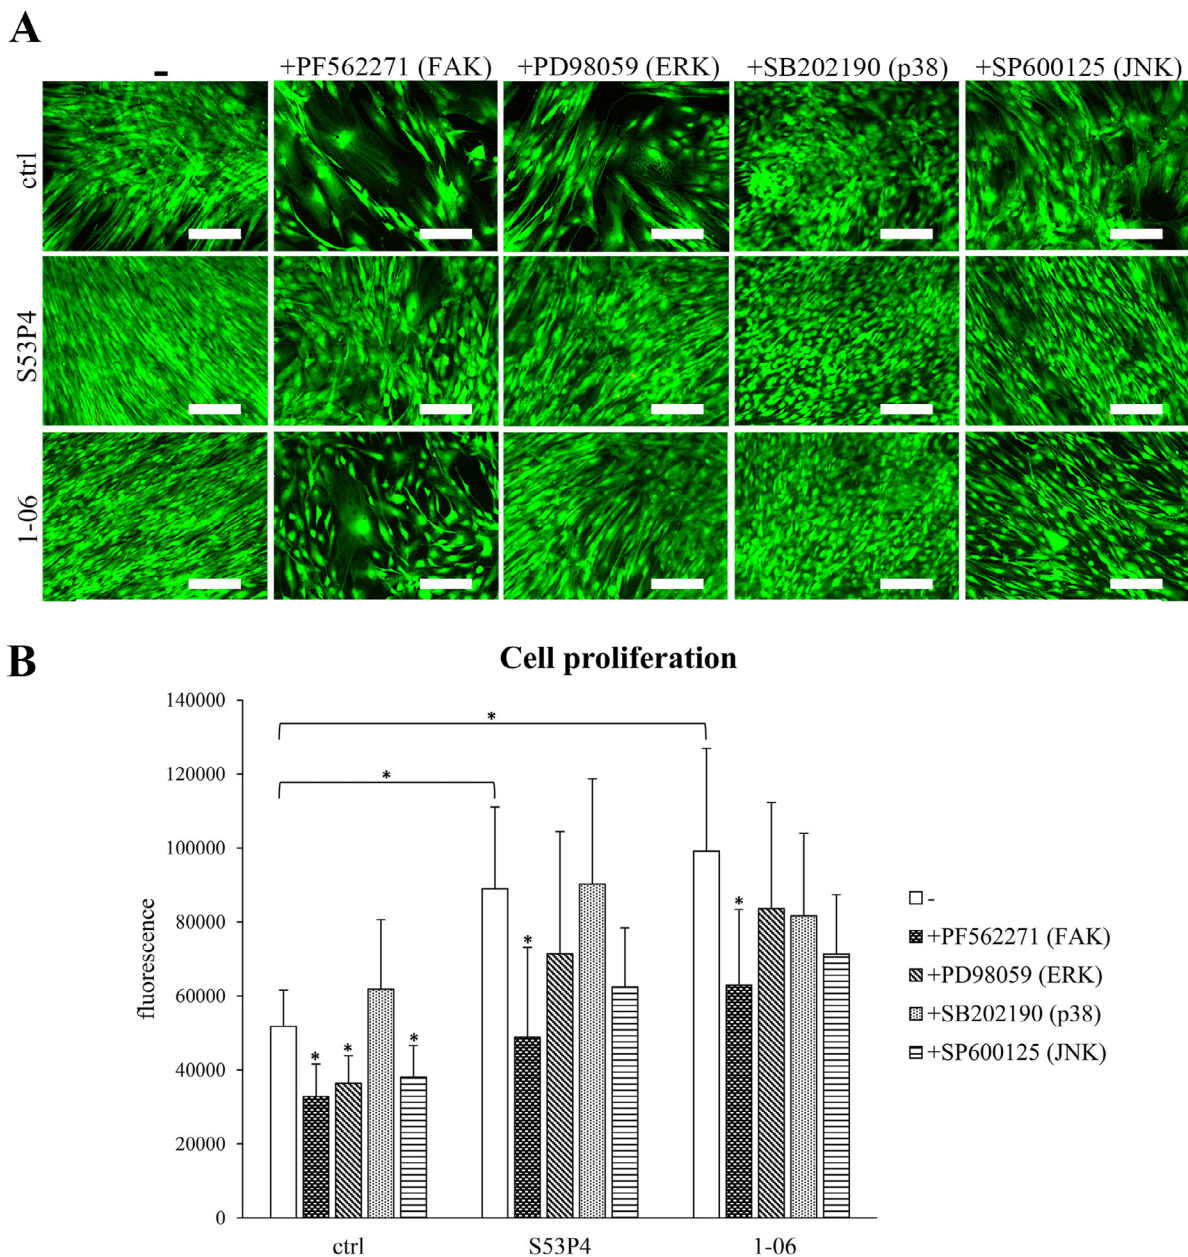 A
- +PF562271 (FAK) +PD98059 (ERK) +SB202190 (p38) +SP600125 (JNK)
ctrl
S53P4
1-06
B
Cell proliferation
140000
120000
100000
80000
60000
40000
20000
0
fluorescence
*
*
*
*
*
*
*
ctrl S53P4 1-06
-
+PF562271 (FAK)
+PD98059 (ERK)
+SB202190 (p38)
+SP600125 (JNK)